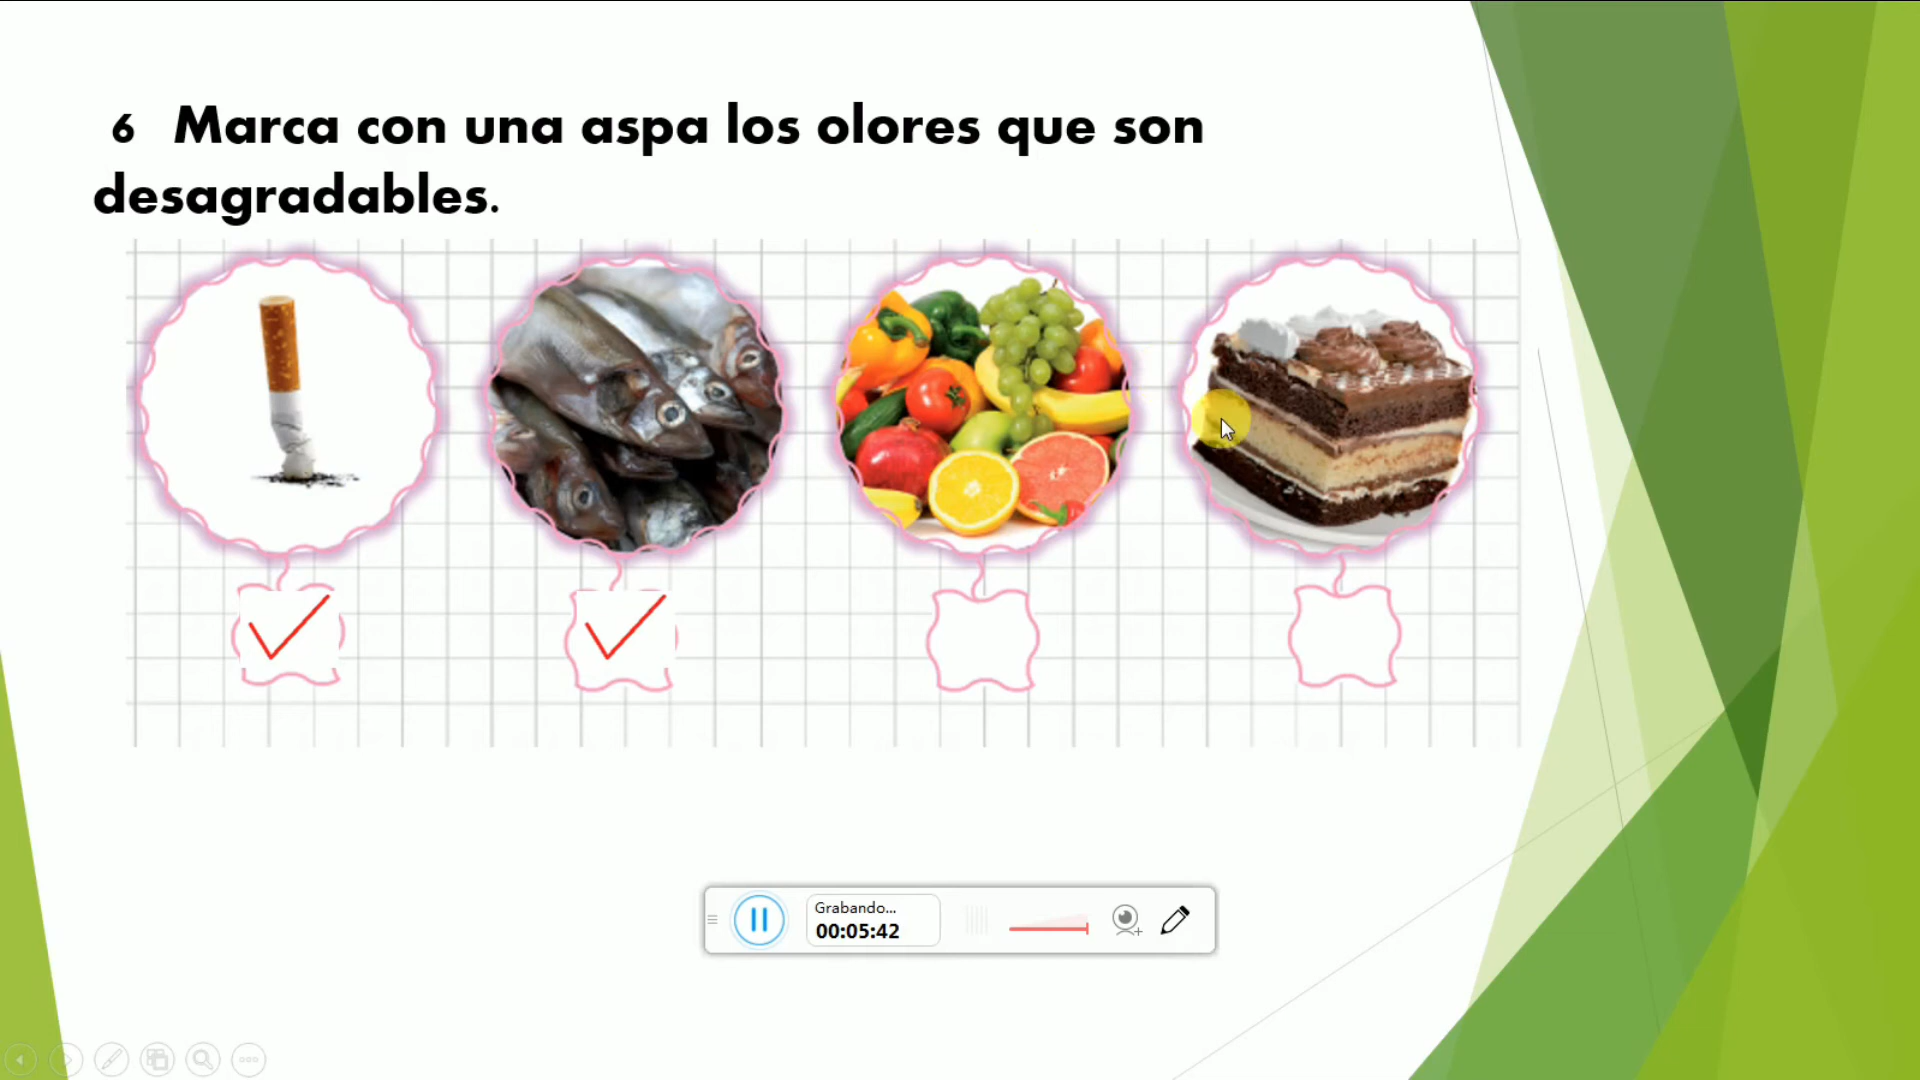 6 Marca con una aspa los olores que son
desagradables.
Grabando...
00:05:42